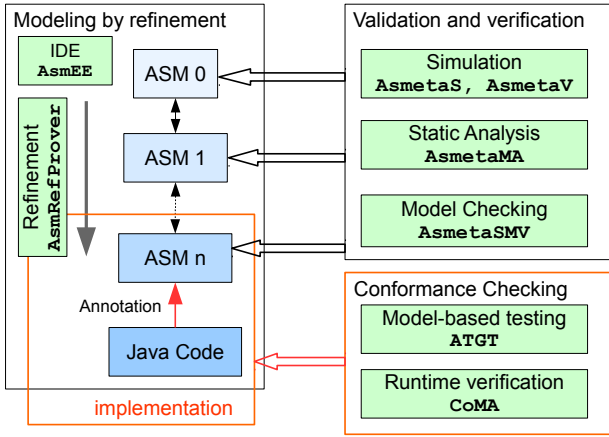 Modeling by refinement
IDE
AsmEE
Refinement
AsmRefProver
ASM 0
ASM 1
ASM n
Annotation
Java Code
implementation
Validation and verification
Simulation
AsmetaS, AsmetaV
Static Analysis
AsmetaMA
Model Checking
AsmetaSMV
Conformance Checking
Model-based testing
ATGT
Runtime verification
CoMA